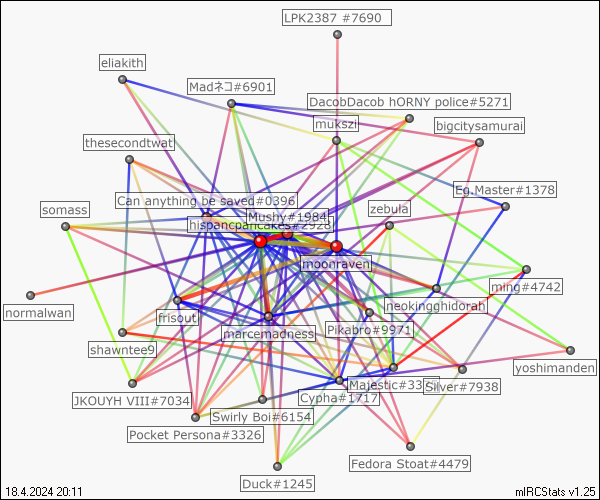 LPK2387 #7690
eliakith
Madネコ#6901
DacobDacob hORNY police#5271
mukszi
bigcitysamurai
thesecondtwat
Eg.Master#1378
Can anything be saved#0396
somass
zebula
Mushy#1984
hispancpancakes#2928
moonraven
ming#4742
neokingghidorah
normalwan
frisout
marcemadness
Pikabro#9971
shawntee9
yoshimanden
Majestic#33
Silver#7938
JKOUYH VIII#7034
Cypha#1717
Swirly Boi#6154
Pocket Persona#3326
Fedora Stoat#4479
Duck#1245
18.4.2024 20:11
mIRCStats v1.25